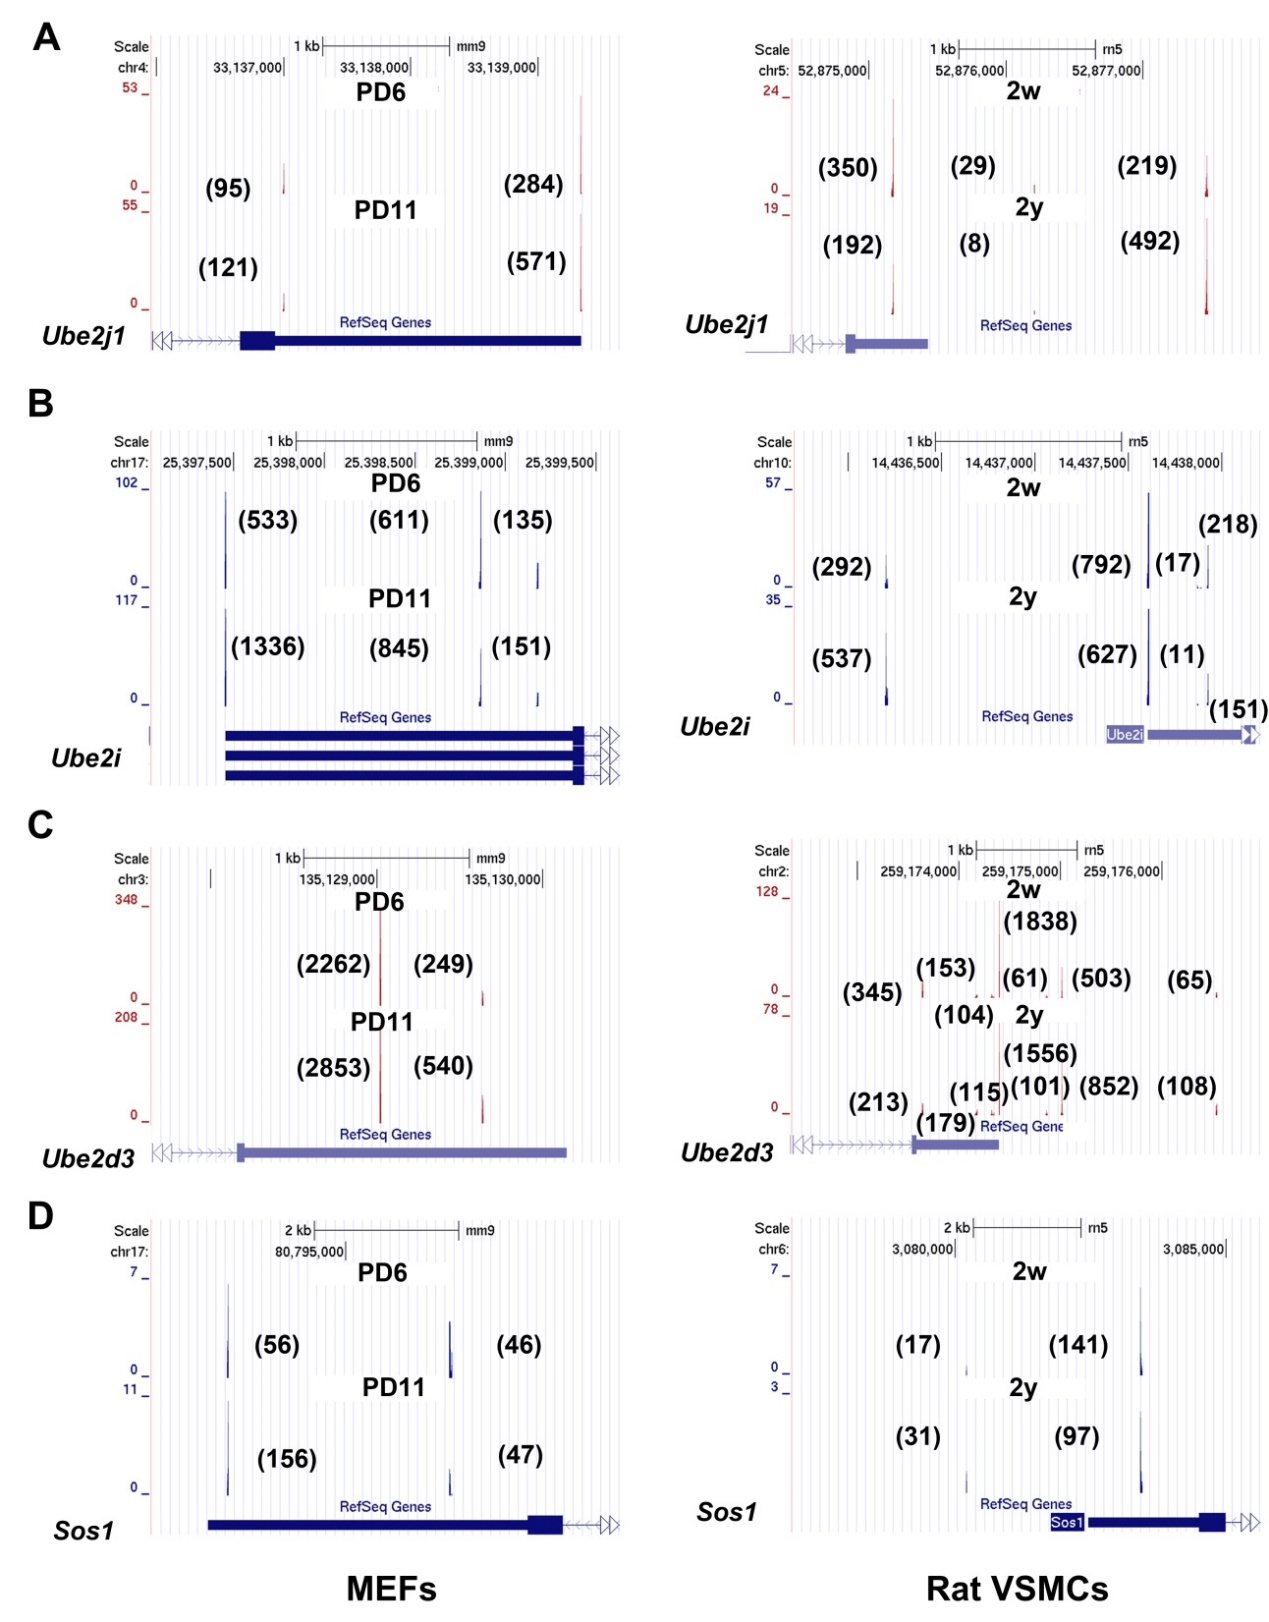 A
Scale 1 kb mm9
chr4: 33,137,000 33,138,000 33,139,000
53
PD6
(95) (284)
0
55
PD11
(121) (571)
0
RefSeq Genes
Ube2j1
Scale 1 kb rn5
chr5: 52,875,000 52,876,000 52,877,000
24
2w
(350) (29) (219)
0
19
2y
(192) (8) (492)
RefSeq Genes
Ube2j1
B
Scale 1 kb mm9
chr17: 25,397,500 25,398,000 25,398,500 25,399,000 25,399,500
102
PD6
(533) (611) (135)
0
117
PD11
(1336) (845) (151)
0
RefSeq Genes
Ube2i
Scale 1 kb rn5
chr10: 14,436,500 14,437,000 14,437,500 14,438,000
57
2w
(218)
(292) (792) (17)
0
35
2y
(537) (627) (11)
0
(151)
RefSeq Genes
Ube2i
Ube2i
C
Scale 1 kb mm9
chr3: 135,129,000 135,130,000
348
PD6
(2262) (249)
0
208
PD11
(2853) (540)
0
RefSeq Genes
Ube2d3
Scale 1 kb rn5
chr2: 259,174,000 259,175,000 259,176,000
128
2w
(1838)
(345) (153) (61) (503) (65)
0
78
(104) 2y
(1556)
(213) (115) (101) (852) (108)
0
(179) RefSeq Gene
Ube2d3
D
Scale 2 kb mm9
chr17: 80,795,000
7
PD6
(56) (46)
0
11
PD11
(156) (47)
0
RefSeq Genes
Sos1
Scale 2 kb rn5
chr6: 3,080,000 3,085,000
7
2w
(17) (141)
0
3
2y
(31) (97)
RefSeq Genes
Sos1
Sos1
MEFs
Rat VSMCs